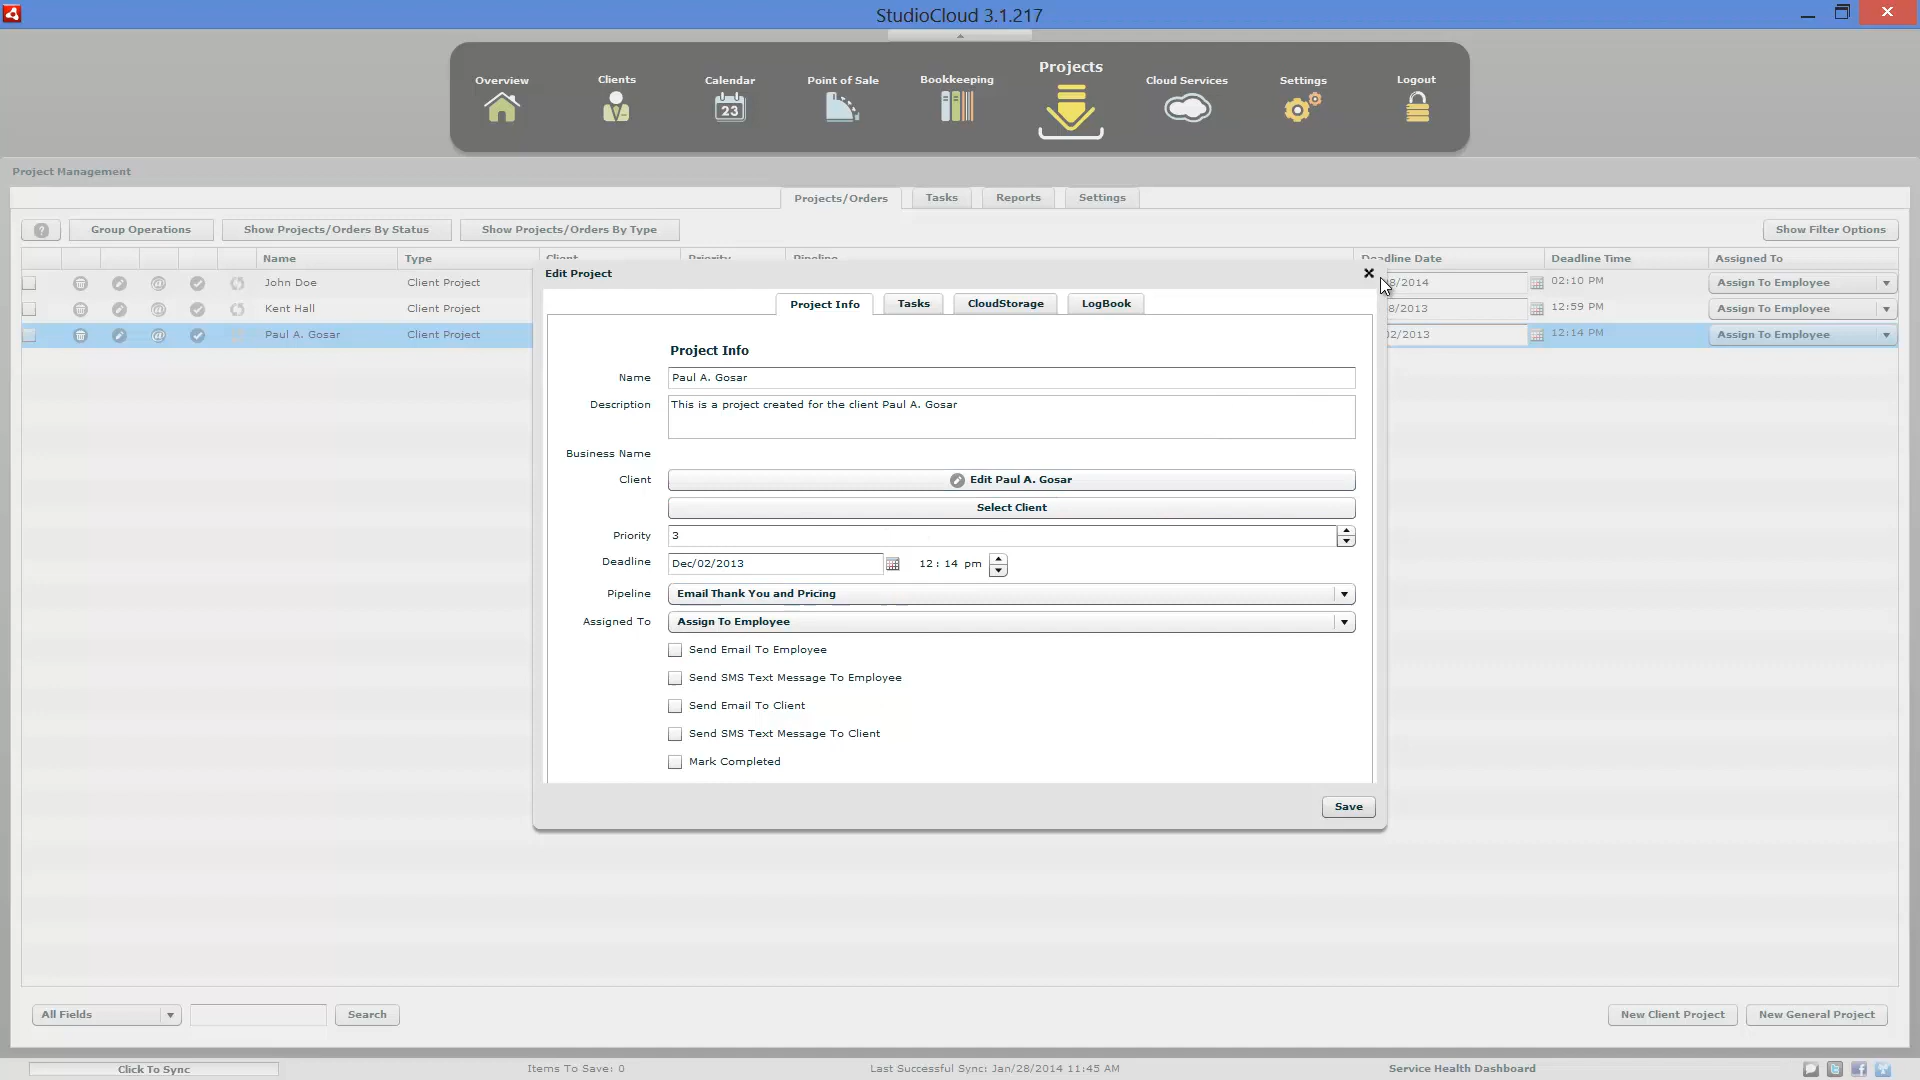 StudioCloud 3.1.217
Overview
Clients
Calendar
Point of Sale
Bookkeeping
Projects
Cloud Services
Settings
Logout
23
Project Management
Projects/Orders
Tasks
Reports
Settings
Group Operations
Show Projects/Orders By Status
Show Projects/Orders By Type
Show Filter Options
Name Type Client Priority Pipeline Deadline Date Deadline Time Assigned To
John Doe Client Project 8/2014 02:10 PM Assign To Employee
Kent Hall Client Project 8/2013 12:59 PM Assign To Employee
Paul A. Gosar Client Project 02/2013 12:14 PM Assign To Employee
Edit Project
Project Info
Tasks
CloudStorage
LogBook
Project Info
Name Paul A. Gosar
Description This is a project created for the client Paul A. Gosar
Business Name
Client Edit Paul A. Gosar
Select Client
Priority 3
Deadline Dec/02/2013 12: 14 pm
Pipeline Email Thank You and Pricing
Assigned To Assign To Employee
Send Email To Employee
Send SMS Text Message To Employee
Send Email To Client
Send SMS Text Message To Client
Mark Completed
Save
All Fields
Search
New Client Project
New General Project
Click To Sync
Items To Save: 0
Last Successful Sync: Jan/28/2014 11:45 AM
Service Health Dashboard